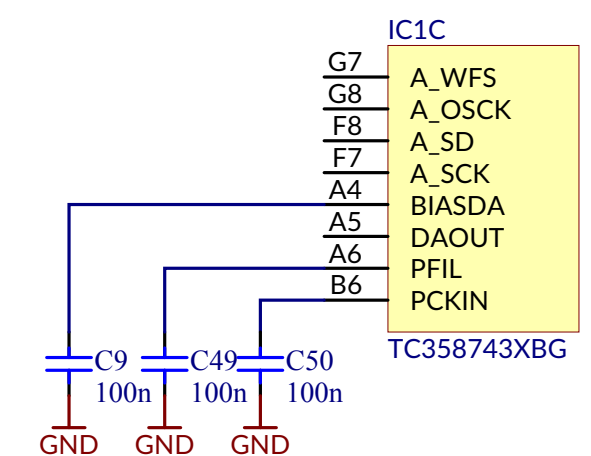 IC1C
G7 A_WFS
G8 A_OSCK
F8 A_SD
F7 A_SCK
A4 BIASDA
A5 DAOUT
A6 PFIL
B6 PCKIN
TC358743XBG
C9 C49 C50
100n 100n 100n
GND GND GND